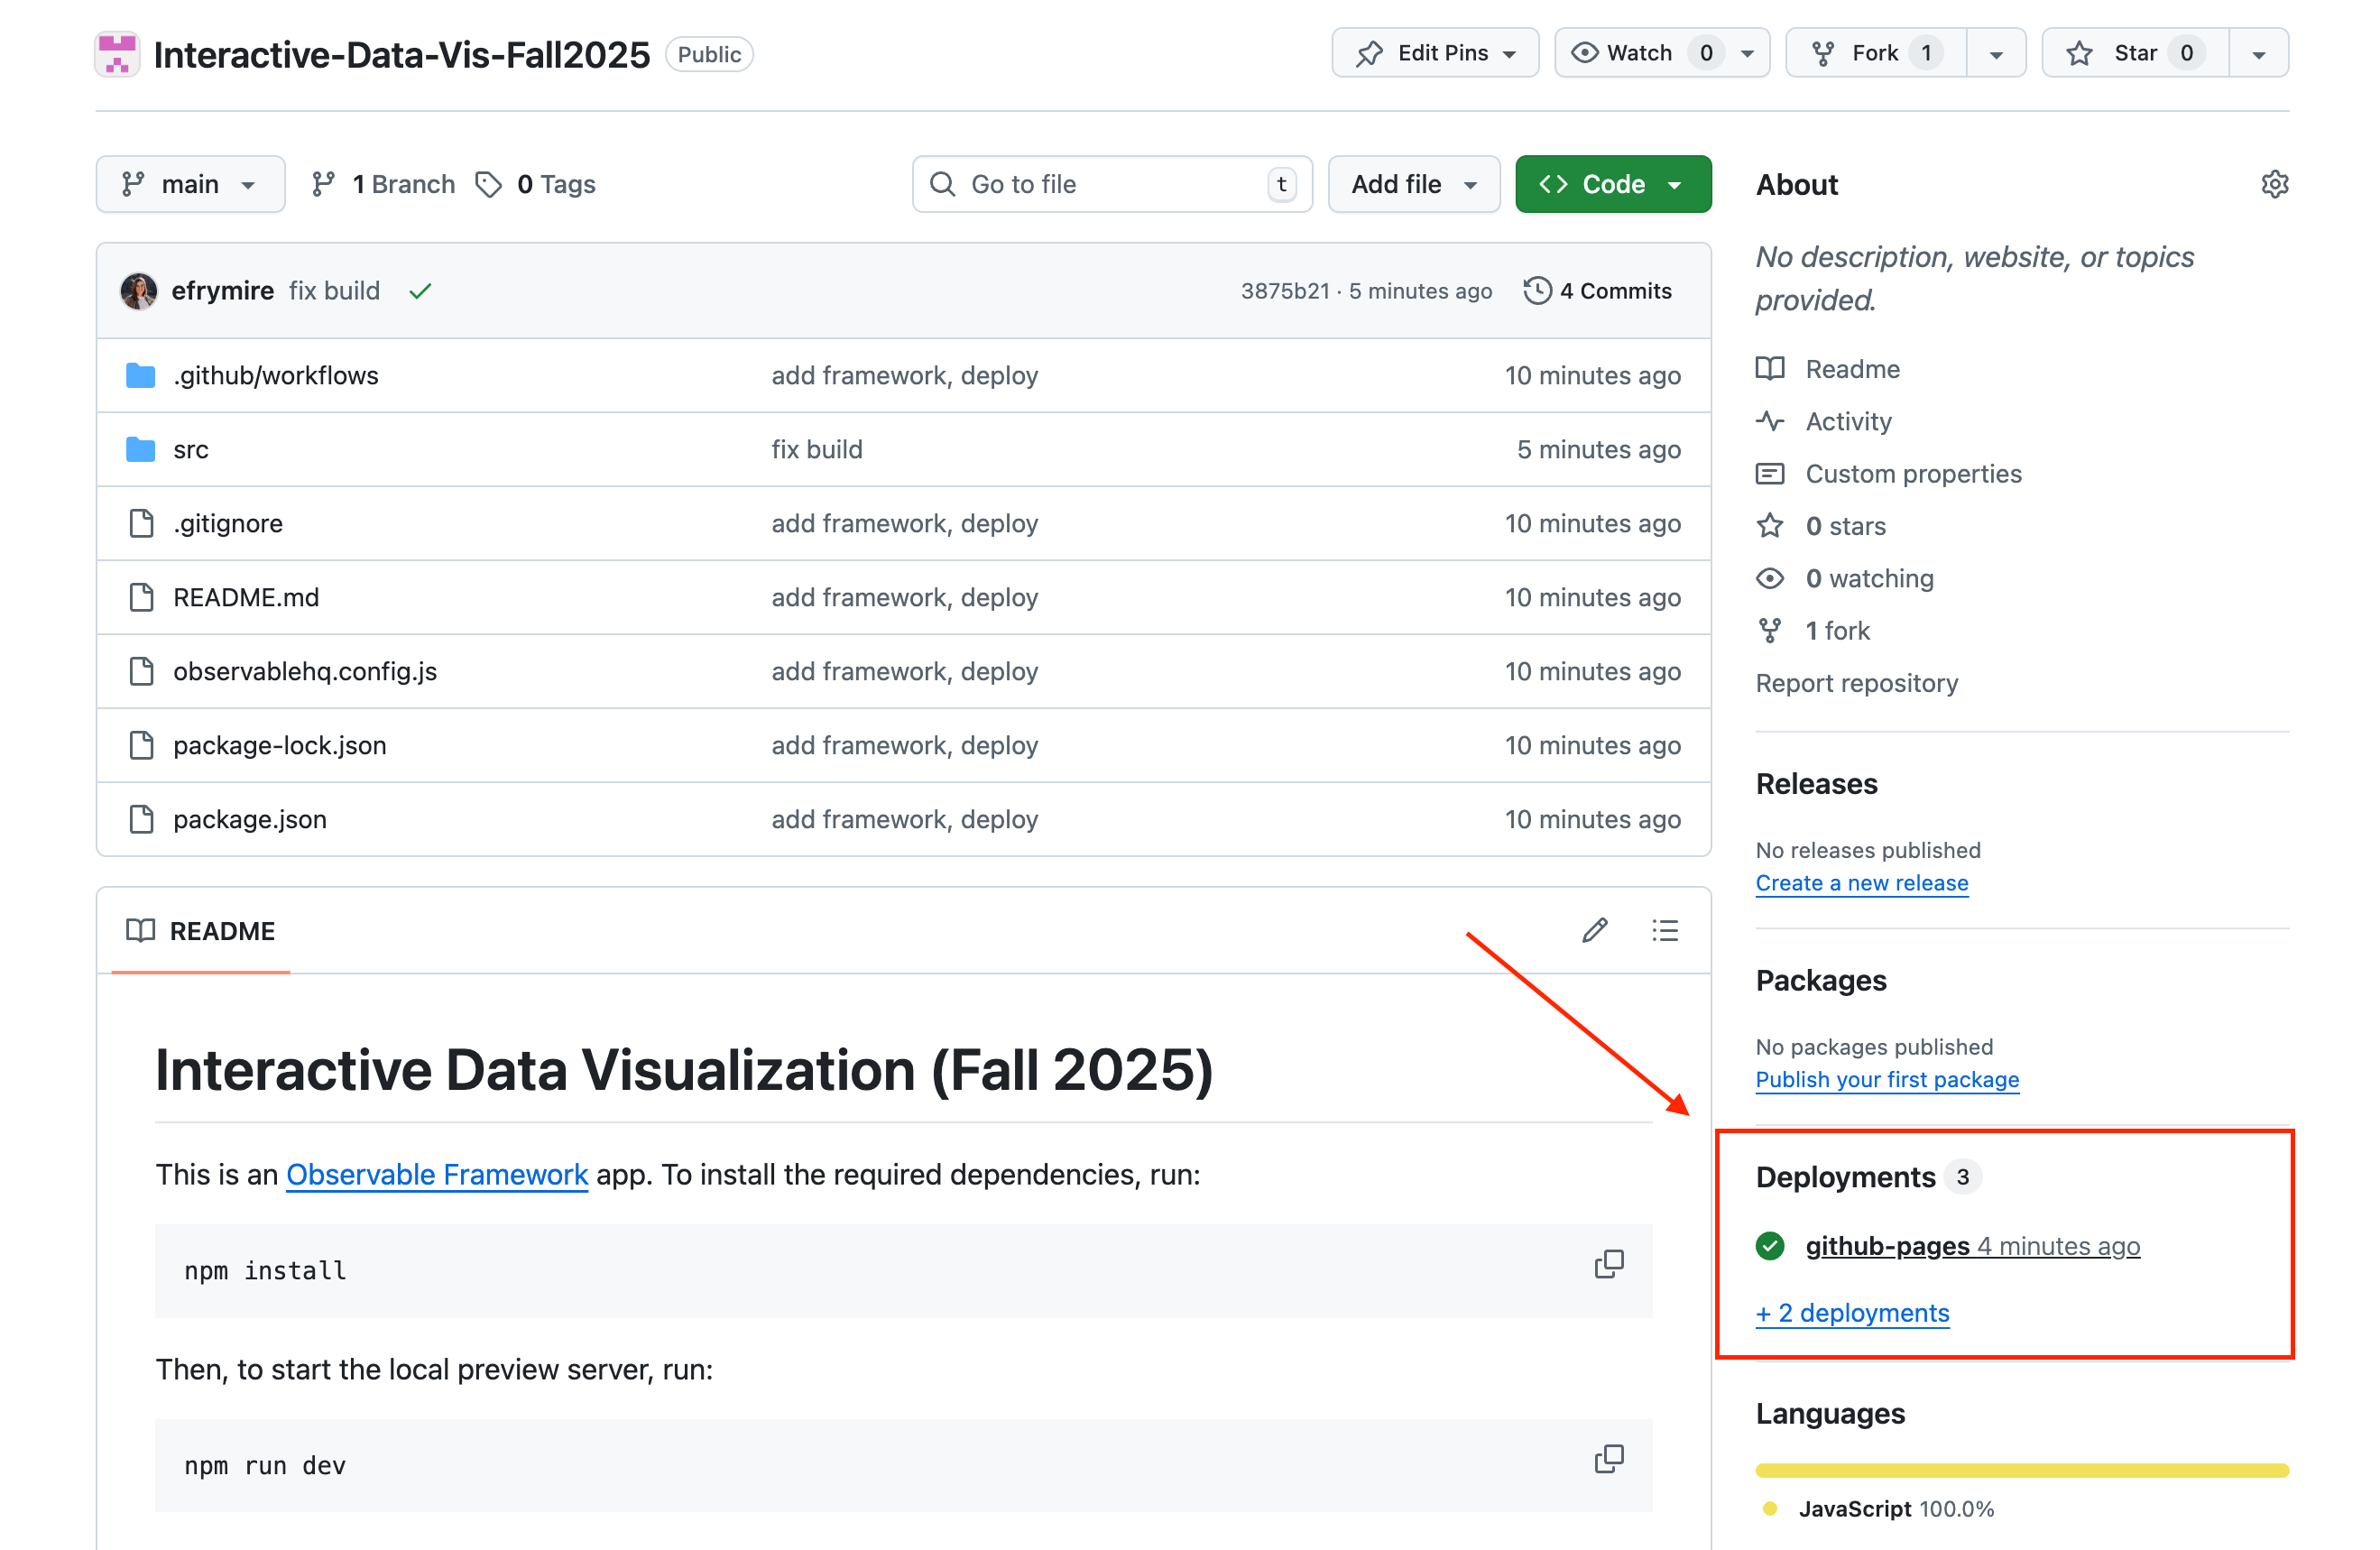 Interactive-Data-Vis-Fall2025 Public
Edit Pins Watch 0 Fork 1 Star 0
main 1 Branch 0 Tags Go to file t Add file Code
efrymire fix build 3875b21 · 5 minutes ago 4 Commits
.github/workflows add framework, deploy 10 minutes ago
src fix build 5 minutes ago
.gitignore add framework, deploy 10 minutes ago
README.md add framework, deploy 10 minutes ago
observablehq.config.js add framework, deploy 10 minutes ago
package-lock.json add framework, deploy 10 minutes ago
package.json add framework, deploy 10 minutes ago
README
Interactive Data Visualization (Fall 2025)
This is an Observable Framework app. To install the required dependencies, run:
npm install
Then, to start the local preview server, run:
npm run dev
About
No description, website, or topics
provided.
Readme
Activity
Custom properties
0 stars
0 watching
1 fork
Report repository
Releases
No releases published
Create a new release
Packages
No packages published
Publish your first package
Deployments 3
github-pages 4 minutes ago
+ 2 deployments
Languages
JavaScript 100.0%